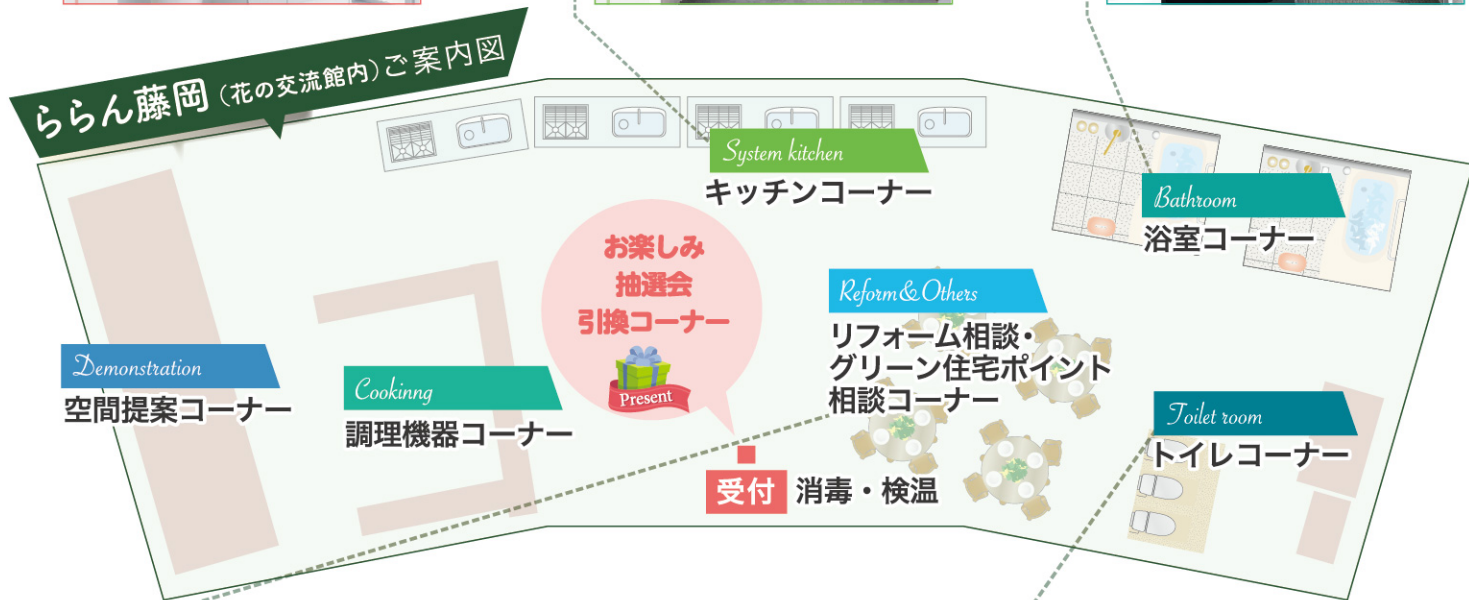 ららん藤岡（花の交流館内）ご案内図
System kitchen
キッチンコーナー
Bathroom
浴室コーナー
お楽しみ
抽選会
引換コーナー
Present
Reform&Others
リフォーム相談・
グリーン住宅ポイント
相談コーナー
Demonstration
空間提案コーナー
Cookinng
調理機器コーナー
Toilet room
トイレコーナー
受付 消毒・検温